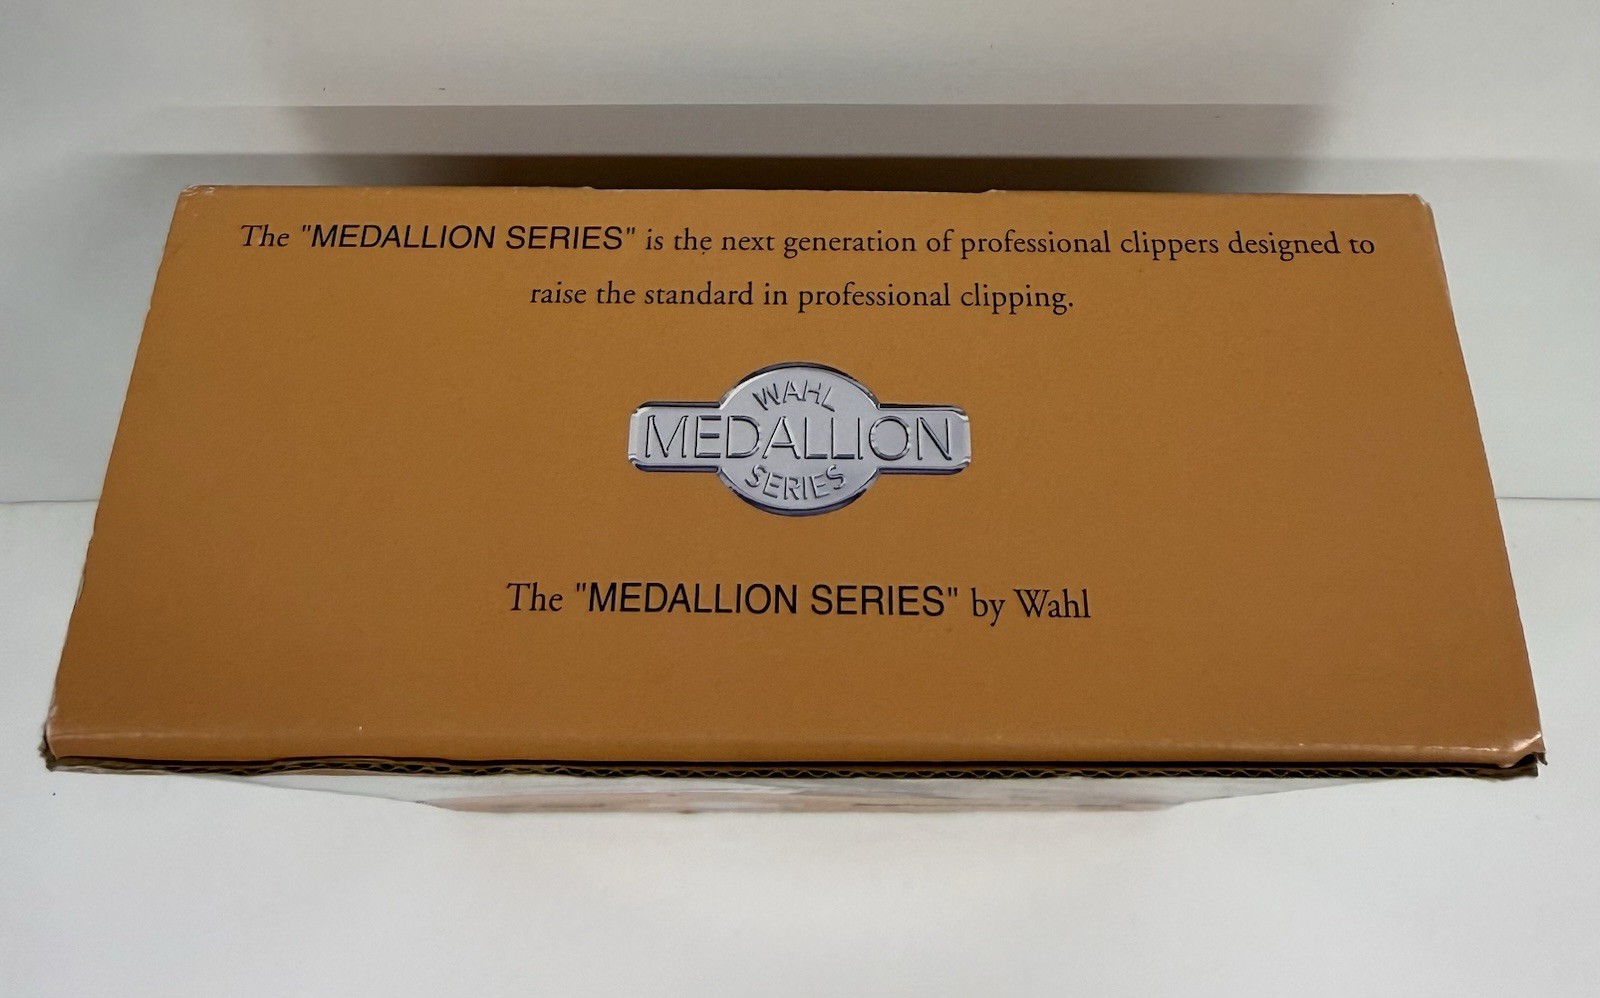 The "MEDALLION SERIES" is the next generation of professional clippers designed to
raise the standard in professional clipping.
WAHL
MEDALLION
SERIES
The "MEDALLION SERIES" by Wahl